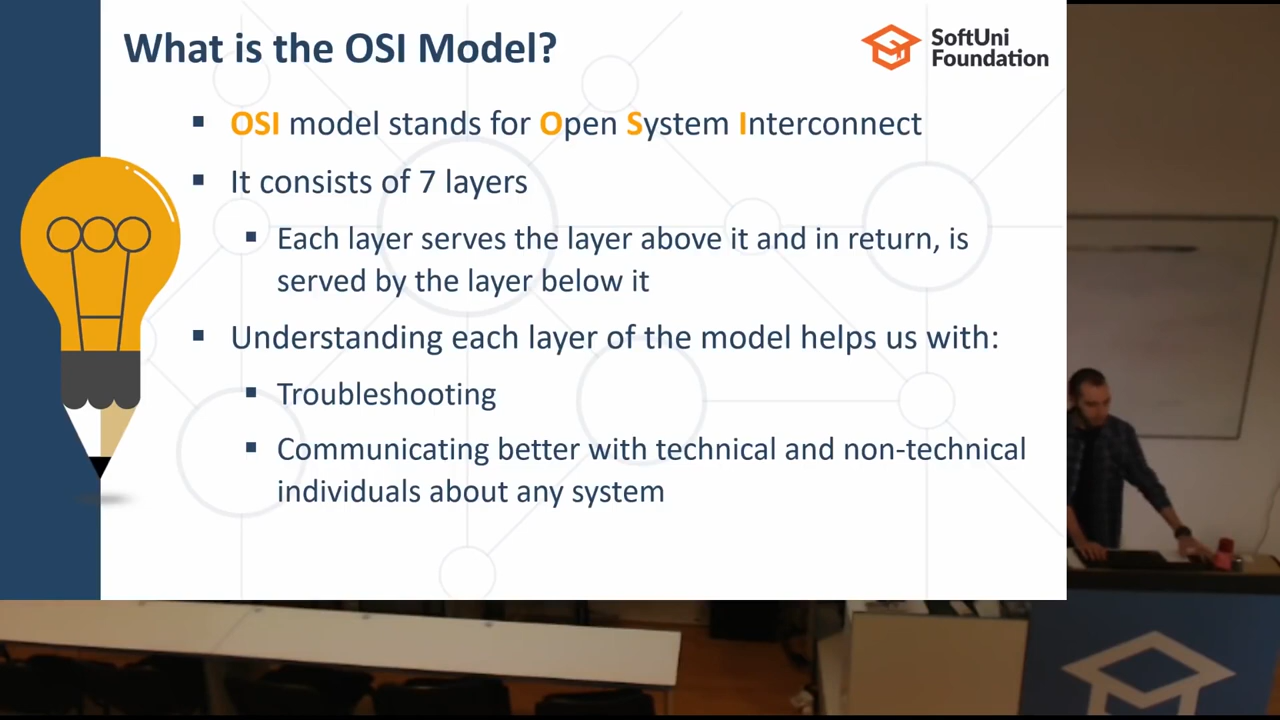 What is the OSI Model?
SoftUni
Foundation
▪ OSI model stands for Open System Interconnect
▪ It consists of 7 layers
▪ Each layer serves the layer above it and in return, is
served by the layer below it
▪ Understanding each layer of the model helps us with:
▪ Troubleshooting
▪ Communicating better with technical and non-technical
individuals about any system